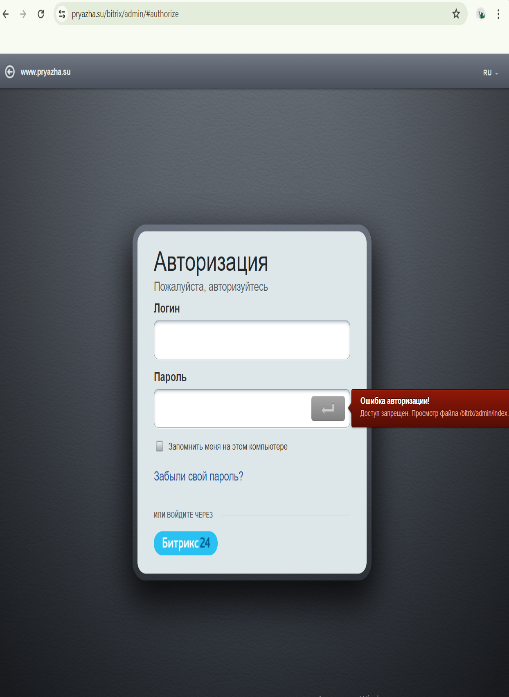 pryazha.su/bitrix/admin/#authorize
www.pryazha.su
RU
Авторизация
Пожалуйста, авторизуйтесь
Логин
Пароль
Ошибка авторизации!
Доступ запрещен. Просмотр файла /bitrix/admin/index.
Запомнить меня на этом компьютере
Забыли свой пароль?
ИЛИ ВОЙДИТЕ ЧЕРЕЗ
Битрикс24